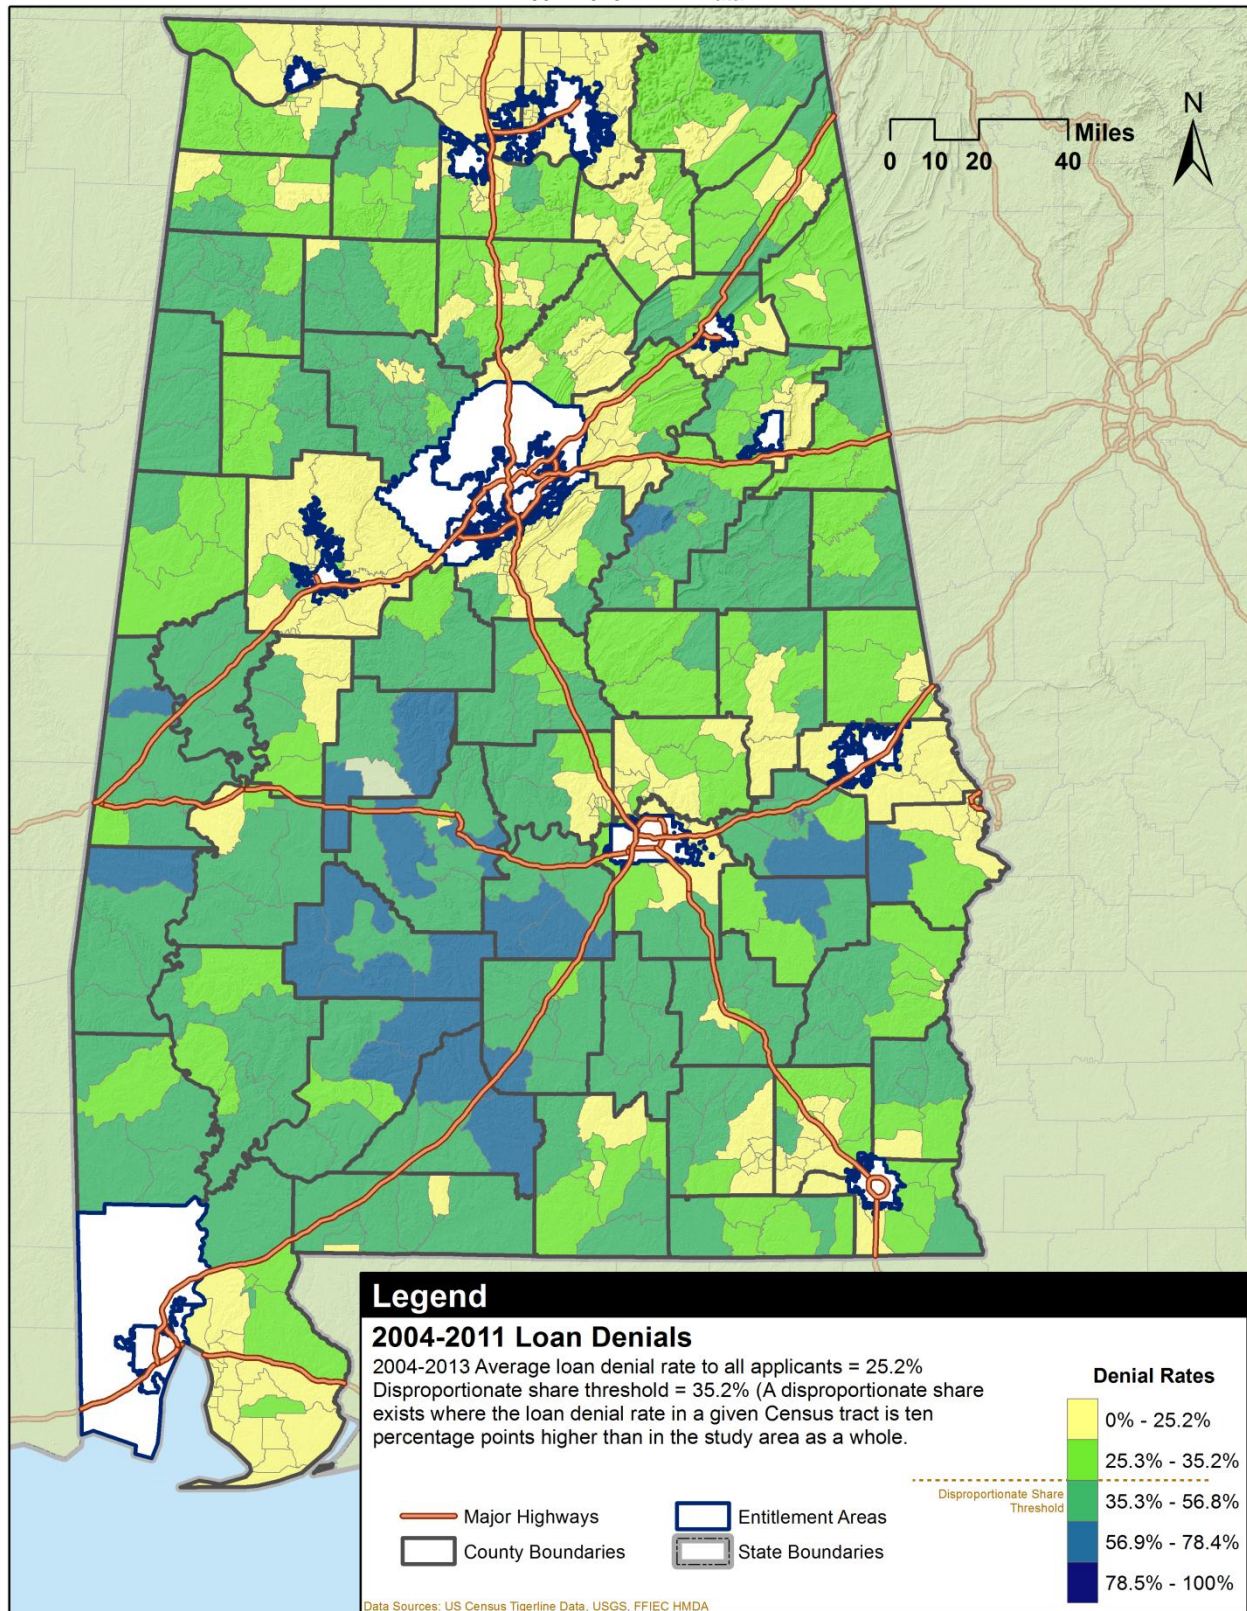 N
Miles
0 10 20 40
Legend
2004-2011 Loan Denials
2004-2013 Average loan denial rate to all applicants = 25.2%
Disproportionate share threshold = 35.2% (A disproportionate share
exists where the loan denial rate in a given Census tract is ten
percentage points higher than in the study area as a whole.
Denial Rates
0% - 25.2%
25.3% - 35.2%
Disproportionate Share
Threshold
35.3% - 56.8%
56.9% - 78.4%
78.5% - 100%
Major Highways
Entitlement Areas
County Boundaries
State Boundaries
Data Sources: US Census Tigerline Data, USGS, FFIEC HMDA